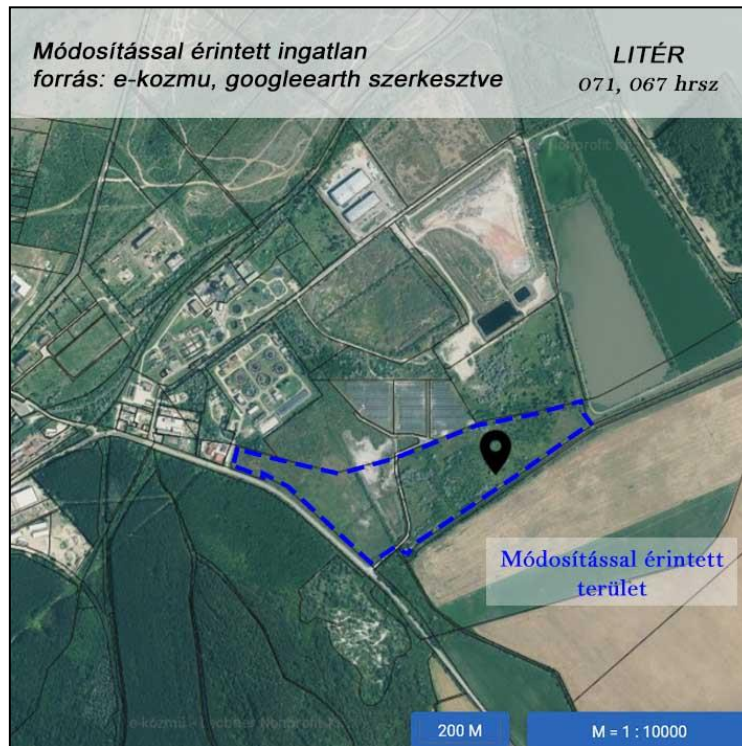 Módosítással érintett ingatlan
forrás: e-kozmu, googleearth szerkesztve
LITÉR
071, 067 hrsz
Módosítással érintett
terület
200 M
M = 1 : 10000